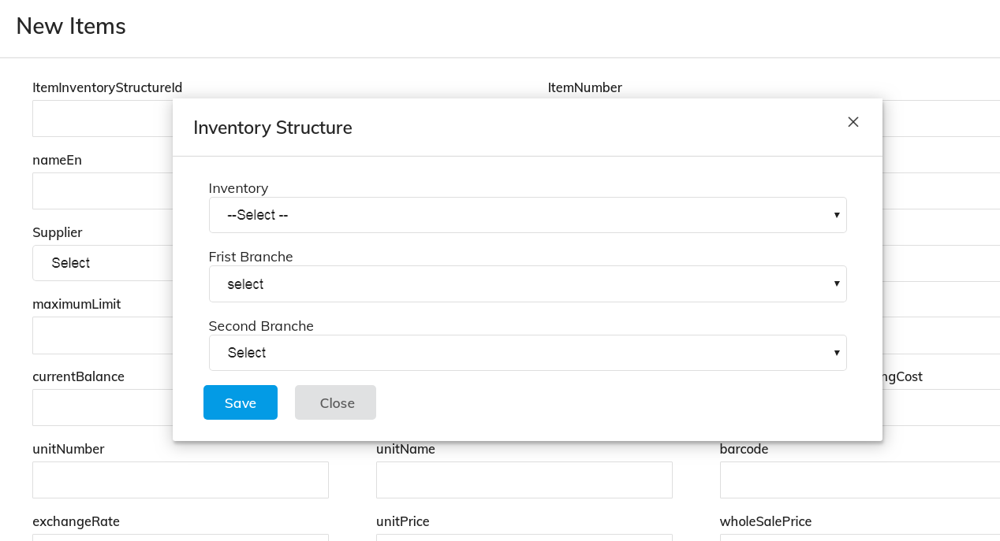 New Items
ItemInventoryStructureId
ItemNumber
Inventory Structure
nameEn
Inventory
--Select --
Supplier
Select
Frist Branche
select
maximumLimit
Second Branche
Select
currentBalance
ngCost
Save
Close
unitNumber
unitName
barcode
exchangeRate
unitPrice
wholeSalePrice